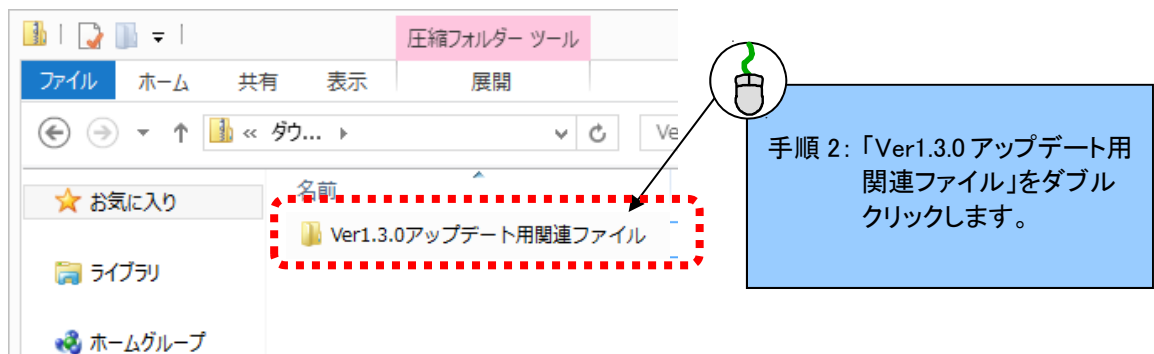 圧縮フォルダー ツール
ファイル ホーム 共有 表示 展開
« ダウ...
Ve
名前
お気に入り
Ver1.3.0アップデート用関連ファイル
ライブラリ
ホームグループ
手順 2: 「Ver1.3.0 アップデート用
関連ファイル」をダブル
クリックします。